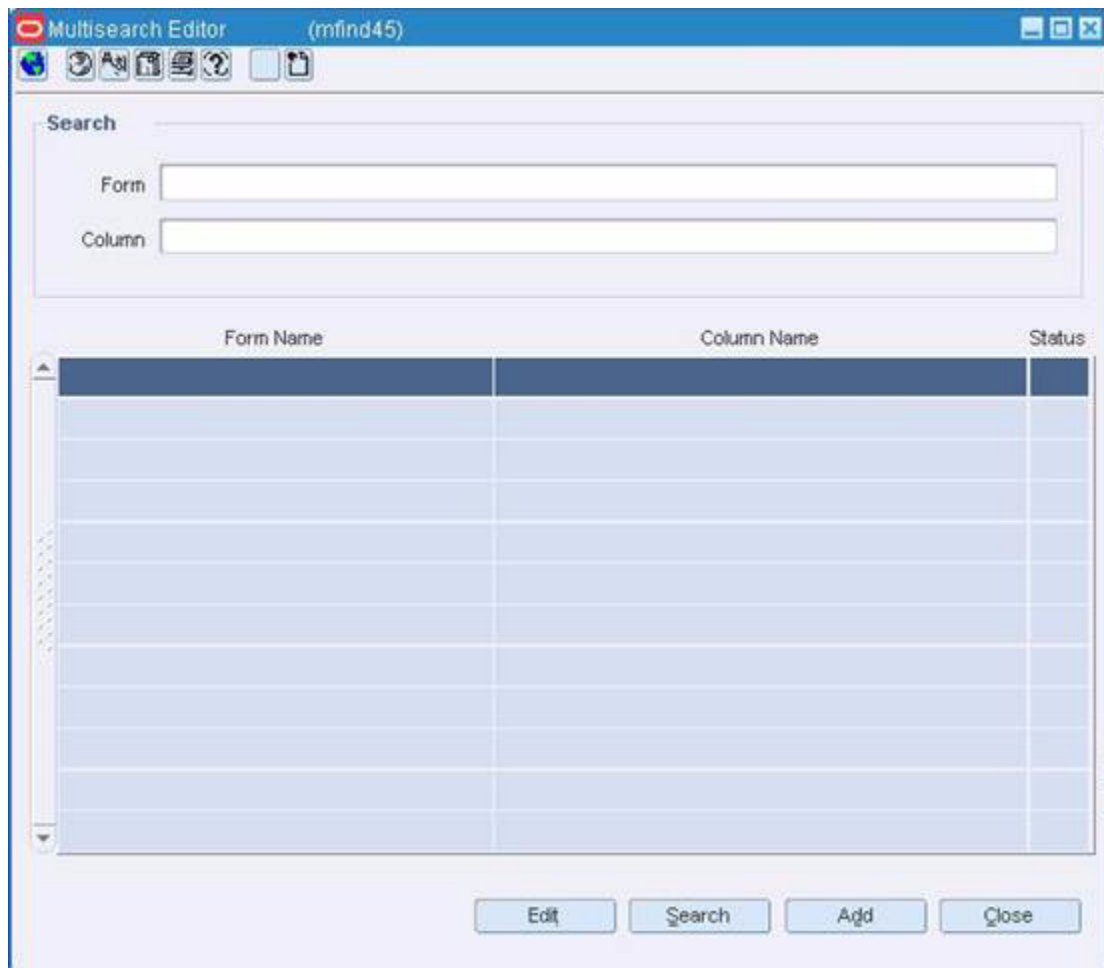 Multisearch Editor (mfind45)
Search
Form
Column
Form Name Column Name Status
Edit Search Add Close